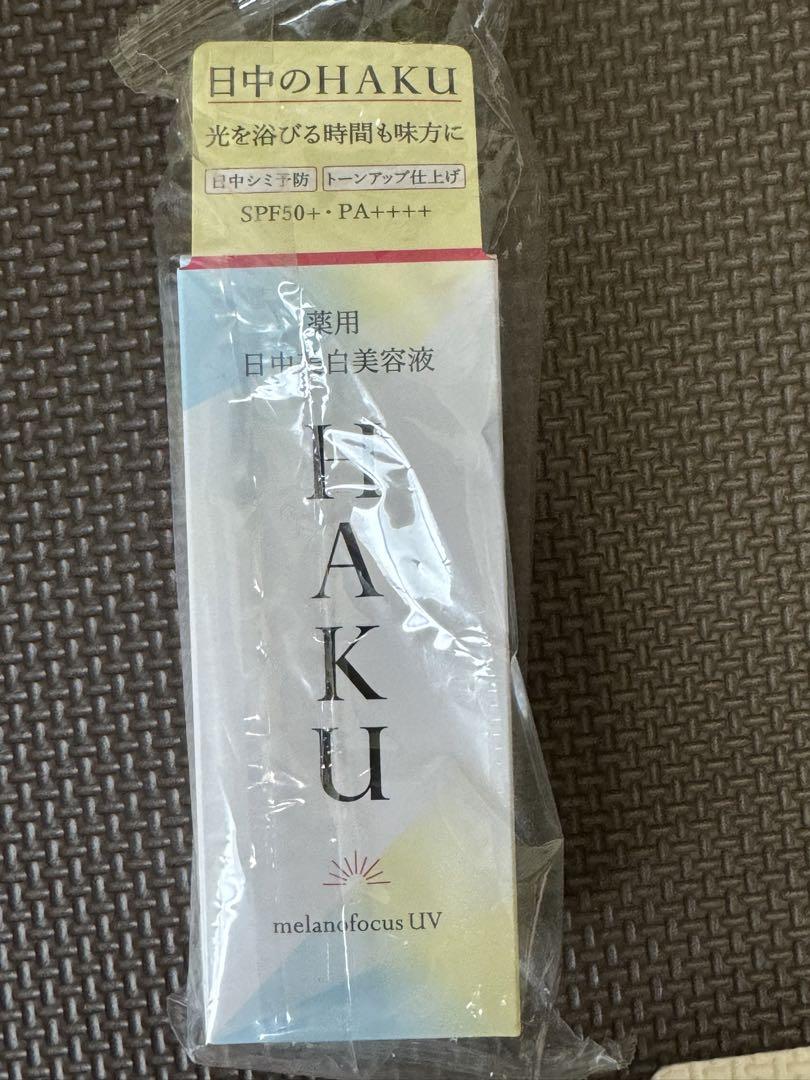 日中のHAKU
光を浴びる時間も味方に
日中シミ予防 トーンアップ仕上げ
SPF50+・PA++++
薬用
日中美白美容液
HAKU
melanofocus UV